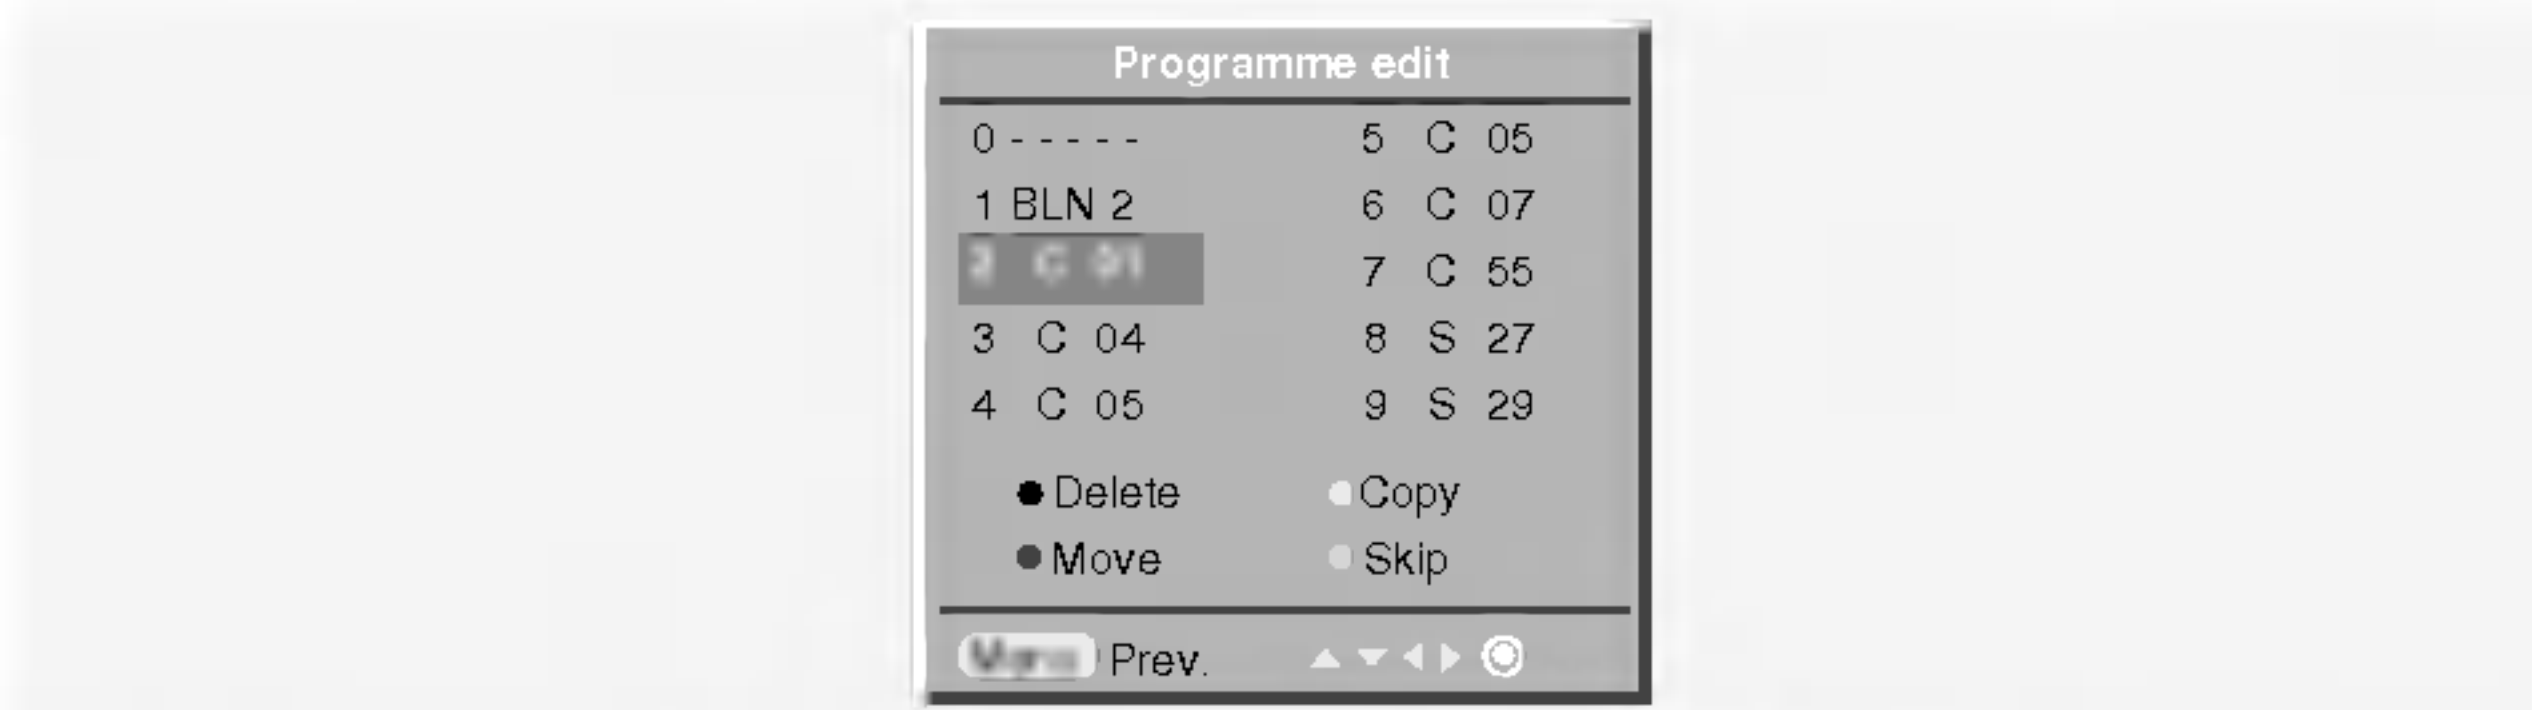 Programme edit
0 - - - - - 5 C 05
1 BLN 2 6 C 07
7 C 55
3 C 04 8 S 27
4 C 05 9 S 29
Delete Copy
Move Skip
Prev.